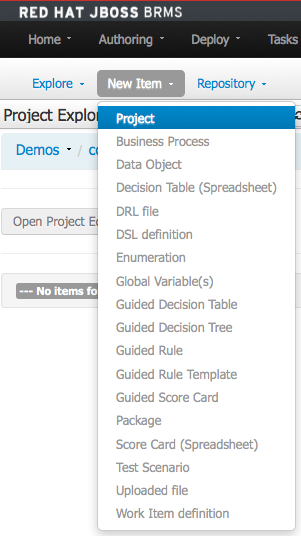 RED HAT JBOSS BRMS
Home Authoring Deploy Tasks
Explore New Item Repository
Project Explor
Project
Demos / co
Business Process
Data Object
Decision Table (Spreadsheet)
DRL file
Open Project Ed
DSL definition
Enumeration
Global Variable(s)
--- No items fo
Guided Decision Table
Guided Decision Tree
Guided Rule
Guided Rule Template
Guided Score Card
Package
Score Card (Spreadsheet)
Test Scenario
Uploaded file
Work Item definition